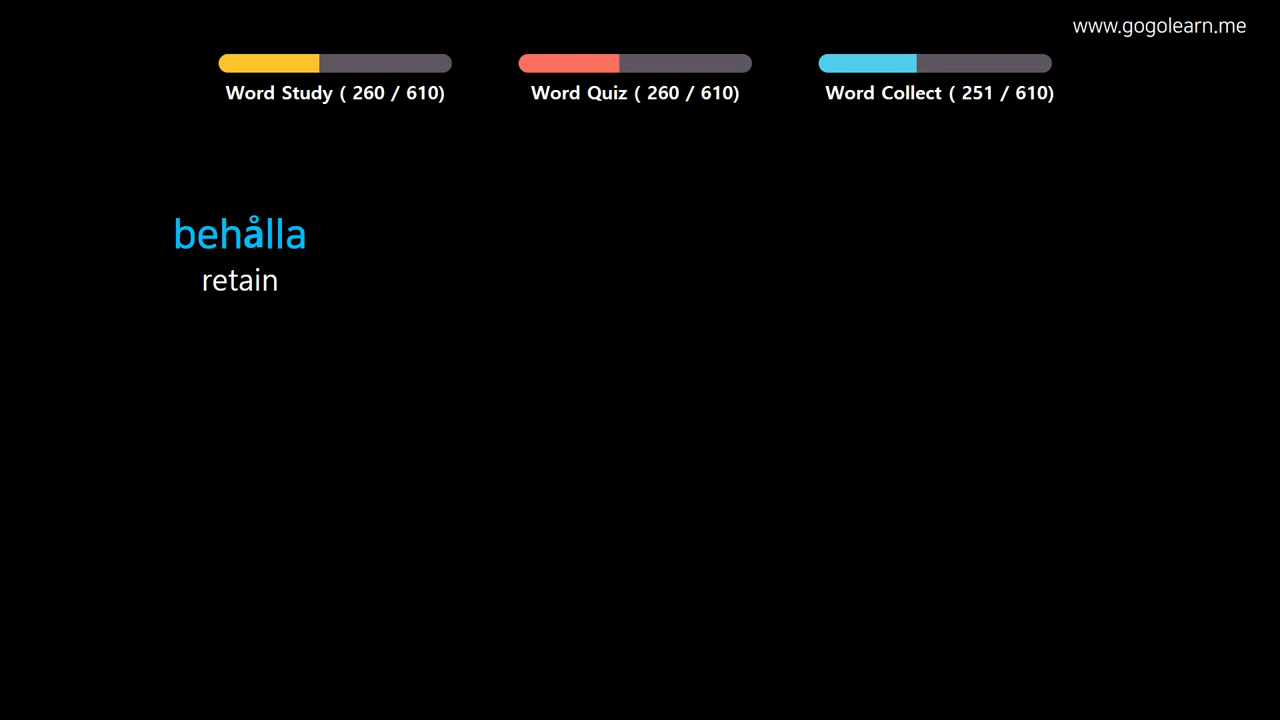 www.gogolearn.me
Word Study ( 260 / 610)
Word Quiz ( 260 / 610)
Word Collect ( 251 / 610)
behålla
retain